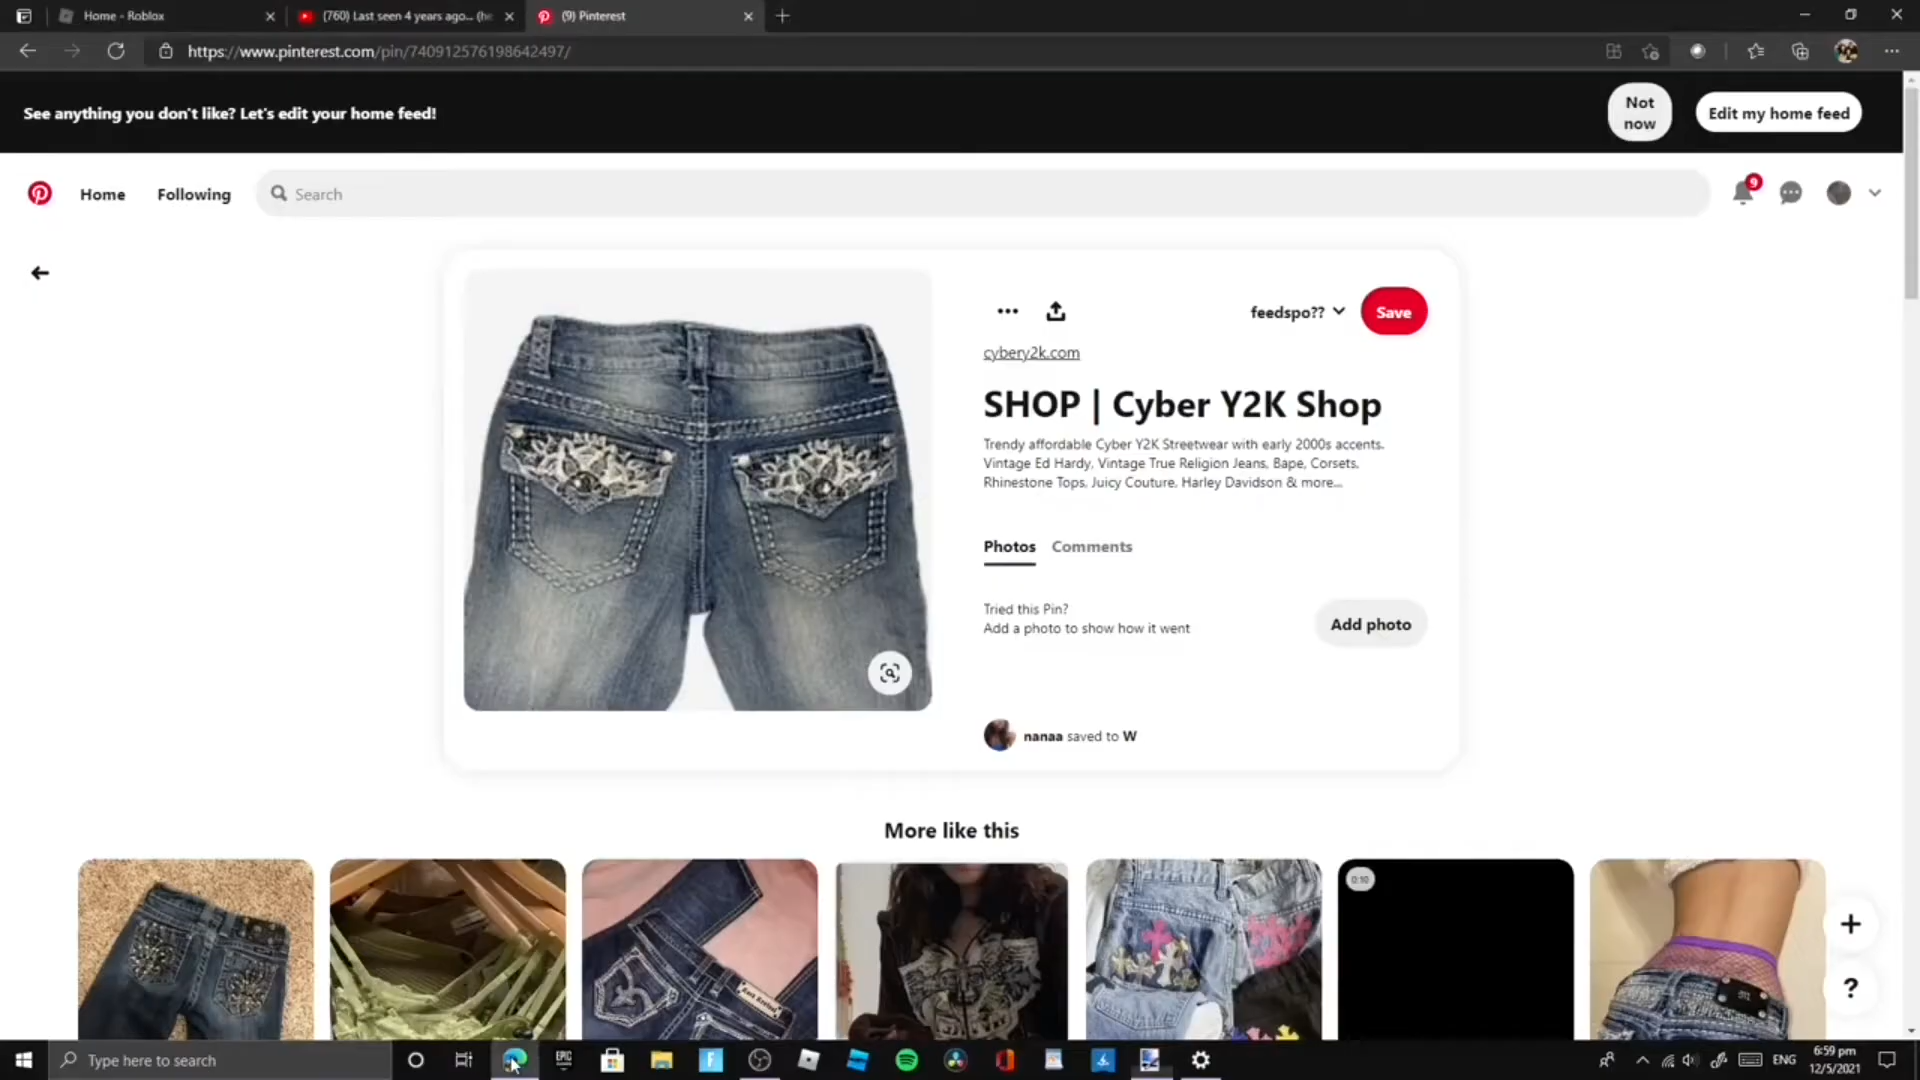 Home - Roblox
(760) Last seen 4 years ago... (he
(9) Pinterest
https://www.pinterest.com/pin/740912576198642497/
See anything you don't like? Let's edit your home feed!
Not
now
Edit my home feed
Home
Following
Search
9
feedspo??
Save
cybery2k.com
SHOP | Cyber Y2K Shop
Trendy affordable Cyber Y2K Streetwear with early 2000s accents.
Vintage Ed Hardy, Vintage True Religion Jeans, Bape, Corsets,
Rhinestone Tops, Juicy Couture, Harley Davidson & more...
Photos
Comments
Tried this Pin?
Add a photo to show how it went
Add photo
nanaa saved to W
More like this
0:10
Type here to search
EPIC
ENG
6:59 pm
12/5/2021